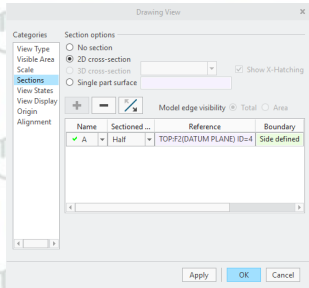 Drawing View
Categories
View Type
Visible Area
Scale
Sections
View States
View Display
Origin
Alignment
Section options
No section
2D cross-section
3D cross-section
Show X-Hatching
Single part surface
Model edge visibility Total Area
Name Sectioned ... Reference Boundary
A Half TOP:F2(DATUM PLANE) ID=4 Side defined
Apply OK Cancel